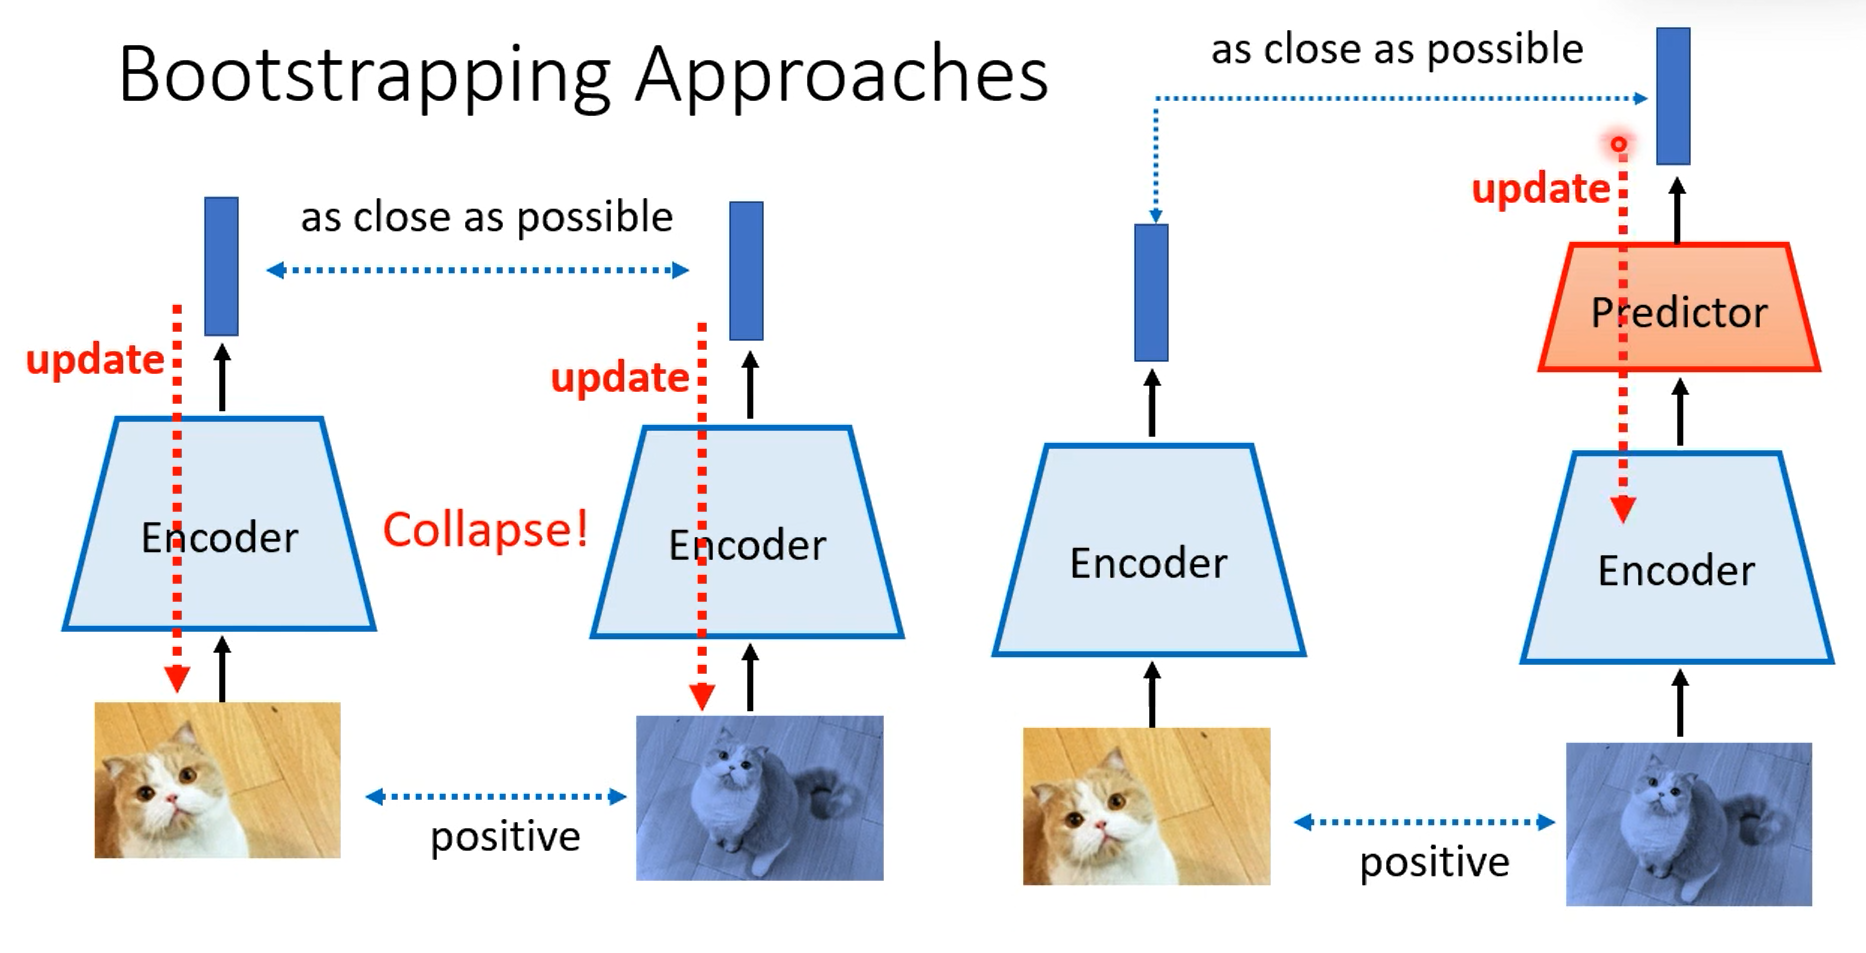 Bootstrapping Approaches
as close as possible
update
update
Encoder
Collapse!
Encoder
positive
as close as possible
update
Predictor
Encoder
Encoder
positive